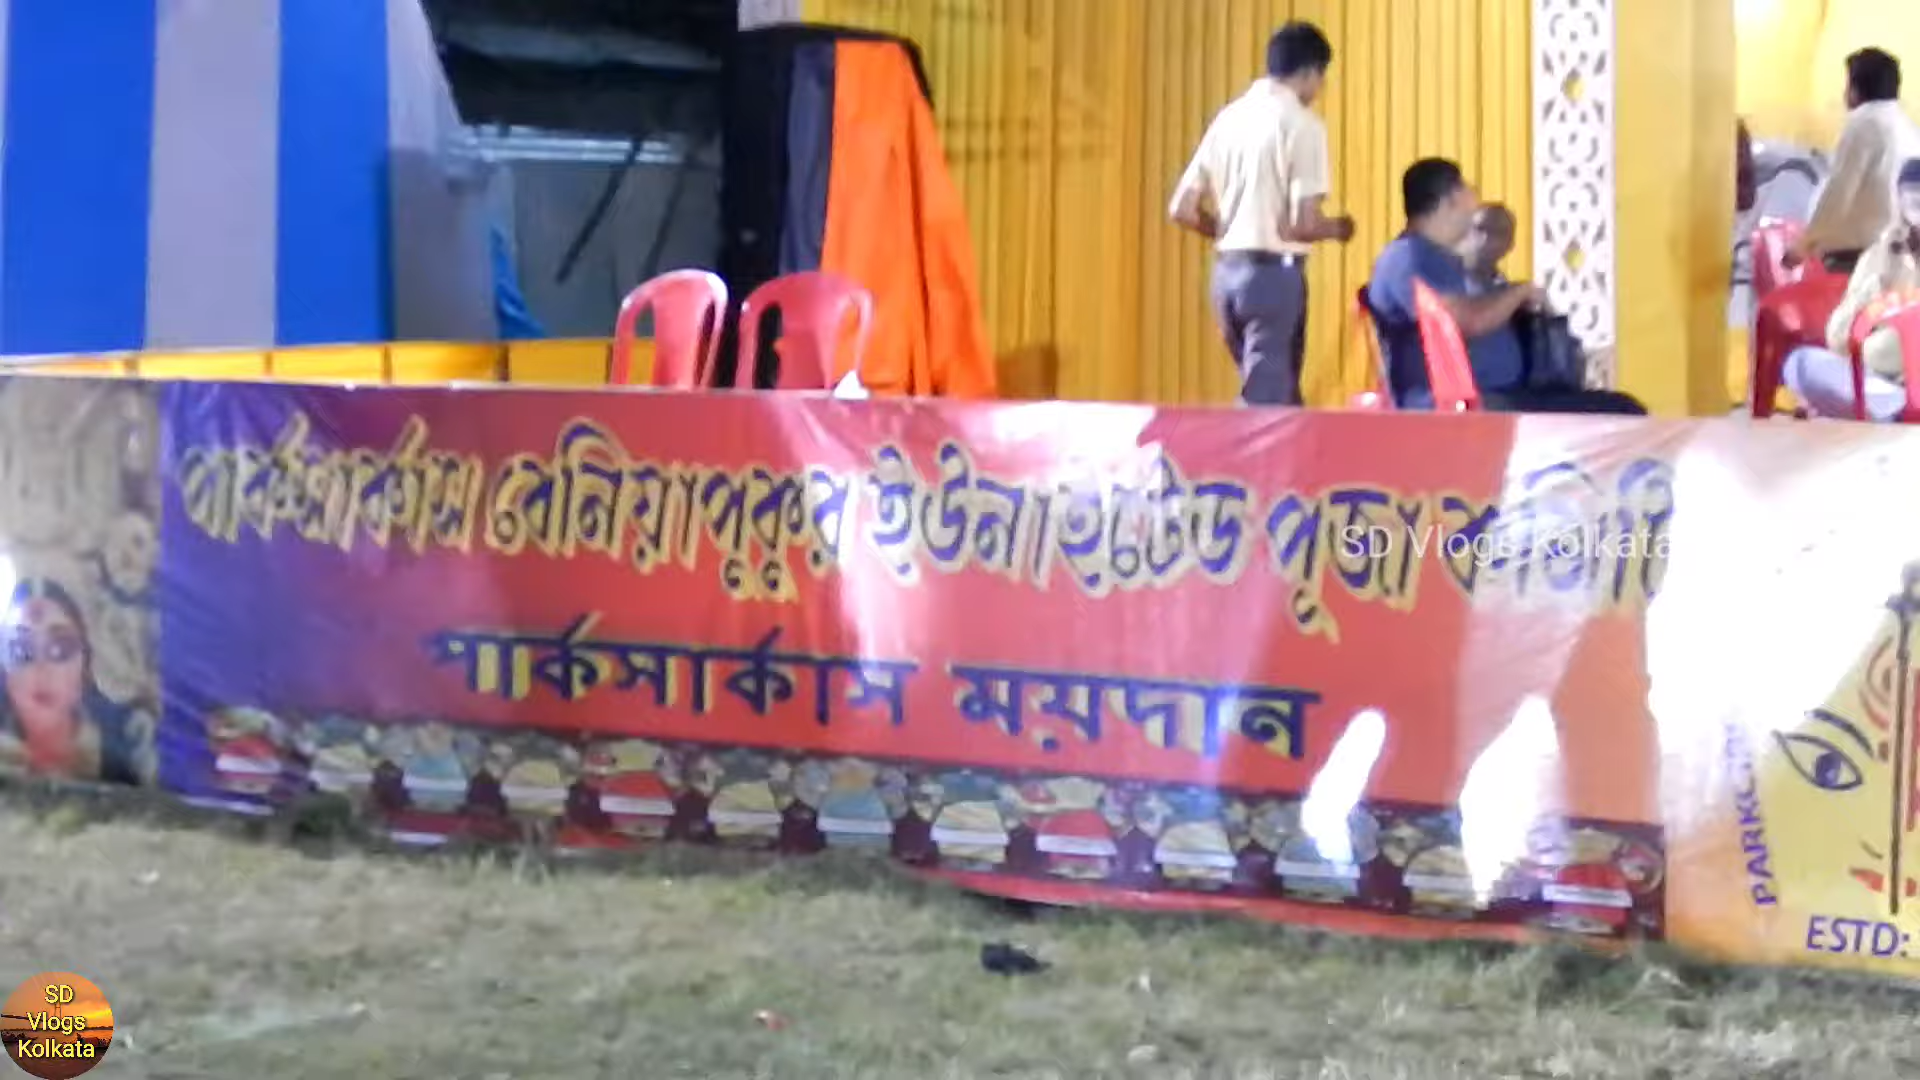 পার্কসার্কাস বেনিয়াপুকুর ইউনাইটেড পূজা কমিটি
পার্কসার্কাস ময়দান
SD Vlogs Kolkata
ESTD:
SD
Vlogs
Kolkata